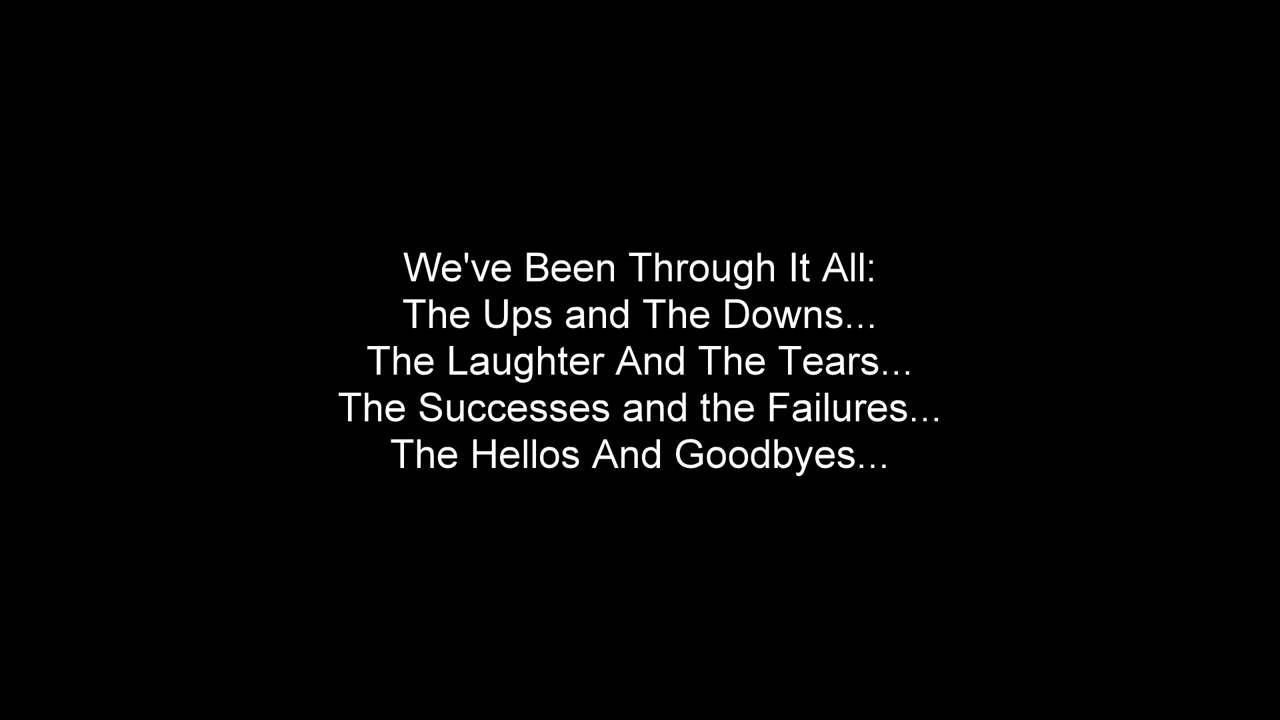 We've Been Through It All:
The Ups and The Downs...
The Laughter And The Tears...
The Successes and the Failures...
The Hellos And Goodbyes...